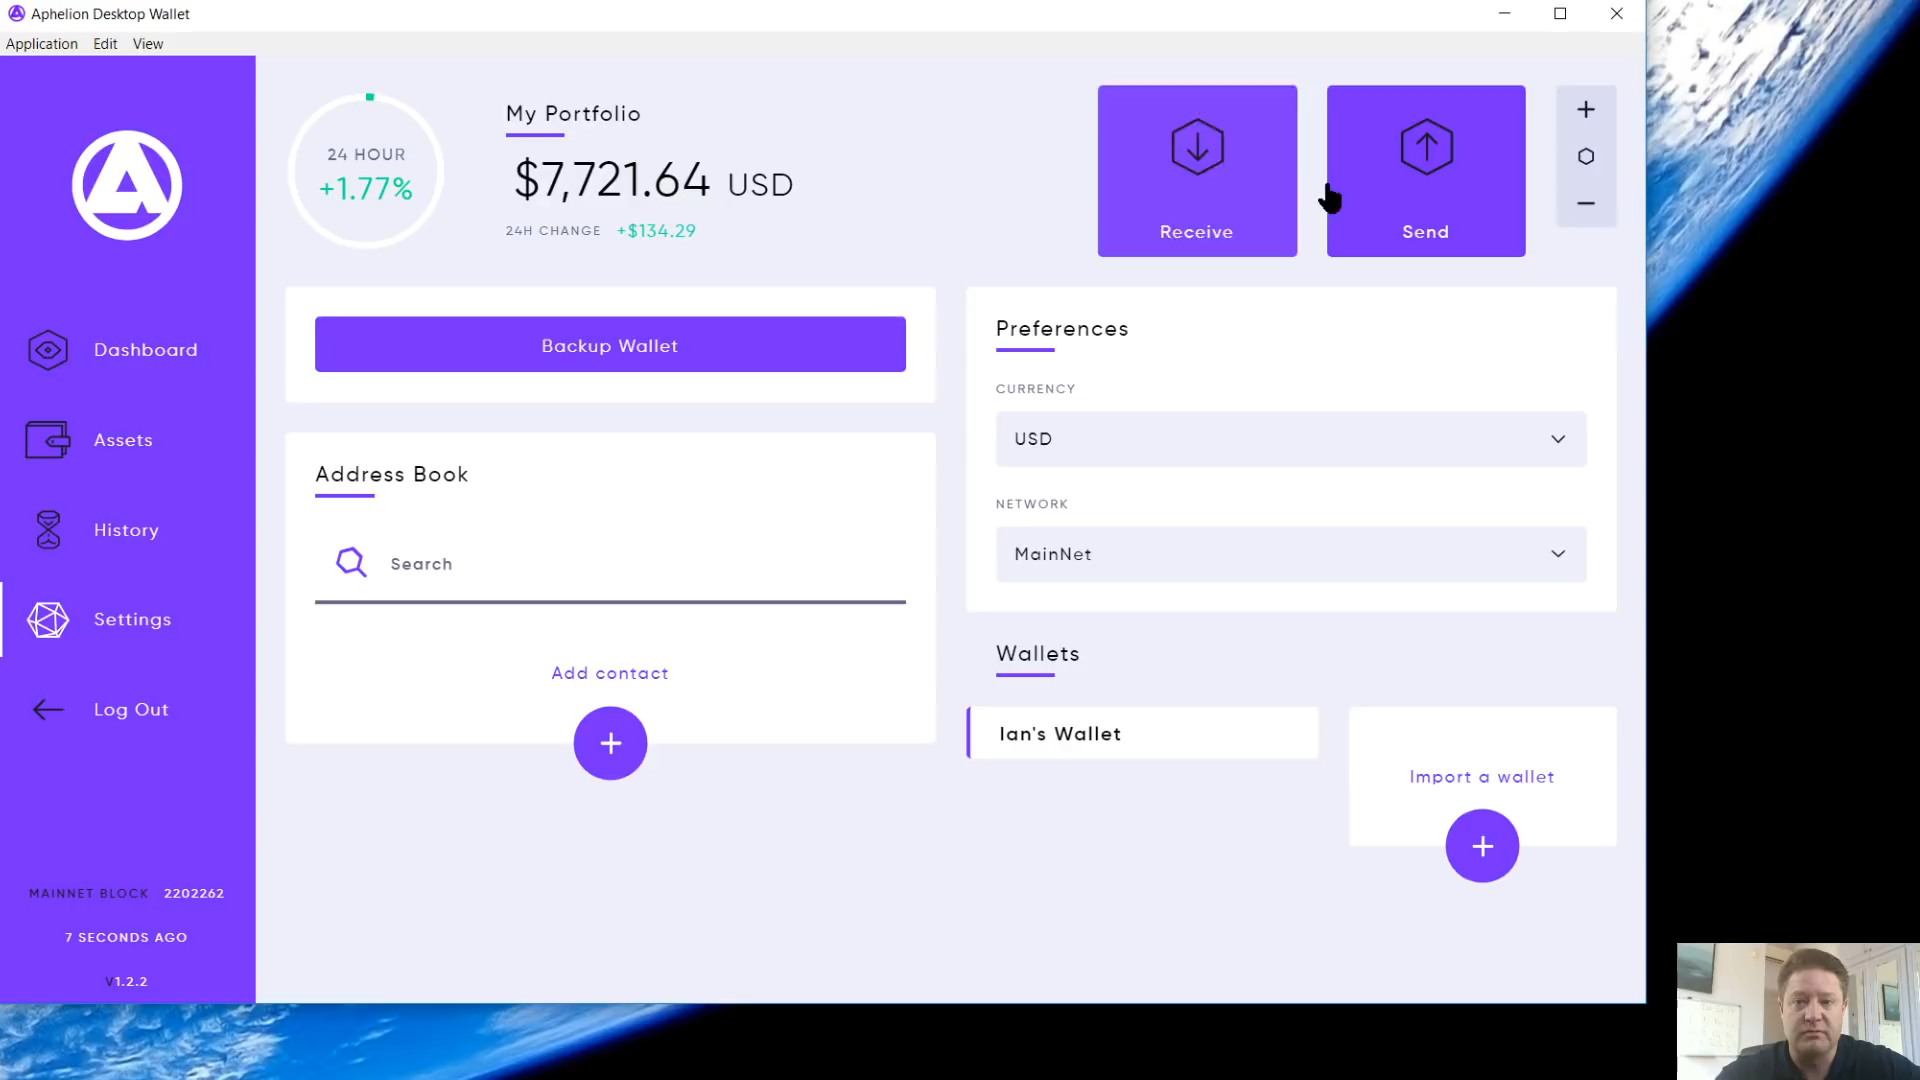 Aphelion Desktop Wallet
Application Edit View
24 HOUR
+1.77%
My Portfolio
$7,721.64 USD
24H CHANGE +$134.29
Receive
Send
Dashboard
Assets
History
Settings
Log Out
MAINNET BLOCK 2202262
7 SECONDS AGO
V1.2.2
Backup Wallet
Address Book
Search
Add contact
Preferences
CURRENCY
USD
NETWORK
MainNet
Wallets
Ian's Wallet
Import a wallet